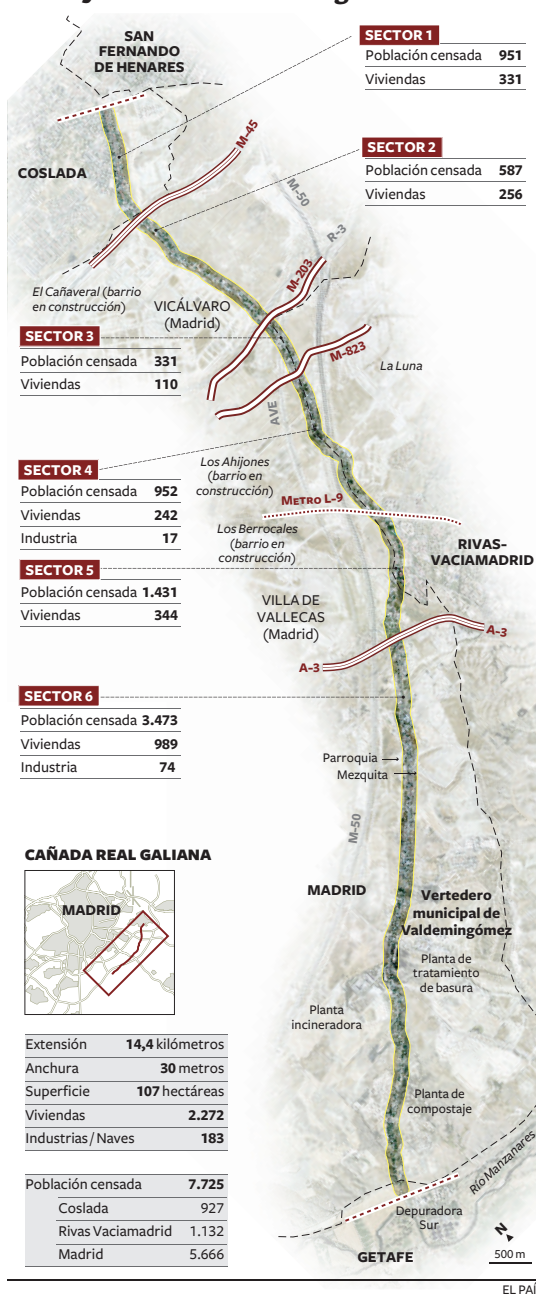 SAN
FERNANDO
DE HENARES
SECTOR 1
Población censada 951
Viviendas 331
M-45
COSLADA
SECTOR 2
Población censada 587
Viviendas 256
M-50
R-3
El Cañaveral (barrio
en construcción)
VICÁLVARO
(Madrid)
M-203
SECTOR 3
Población censada 331
Viviendas 110
M-823
La Luna
AVE
SECTOR 4
Población censada 952
Viviendas 242
Industria 17
Los Ahijones
(barrio en
construcción)
METRO L-9
Los Berrocales
(barrio en
construcción)
RIVAS-
VACIAMADRID
SECTOR 5
Población censada 1.431
Viviendas 344
VILLA DE
VALLECAS
(Madrid)
A-3
A-3
SECTOR 6
Población censada 3.473
Viviendas 989
Industria 74
Parroquia
Mezquita
M-50
CAÑADA REAL GALIANA
MADRID
MADRID
Vertedero
municipal de
Valdemingómez
Planta de
tratamiento
de basura
Planta
incineradora
Extensión 14,4 kilómetros
Anchura 30 metros
Superficie 107 hectáreas
Viviendas 2.272
Industrias/Naves 183
Planta de
compostaje
Población censada 7.725
Coslada 927
Rivas Vaciamadrid 1.132
Madrid 5.666
Río Manzanares
Depuradora
Sur
GETAFE
N
500 m
EL PAÍ